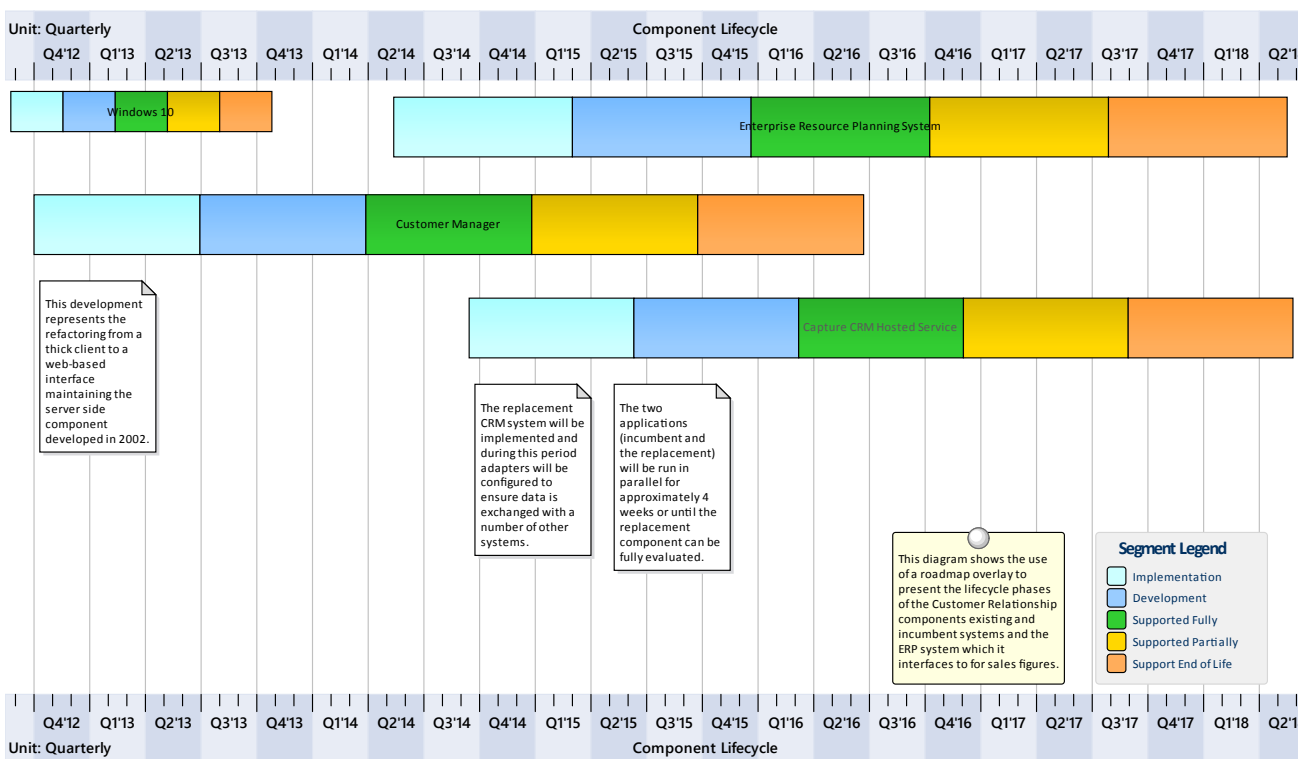 Unit: Quarterly Component Lifecycle
Q4'12 Q1'13 Q2'13 Q3'13 Q4'13 Q1'14 Q2'14 Q3'14 Q4'14 Q1'15 Q2'15 Q3'15 Q4'15 Q1'16 Q2'16 Q3'16 Q4'16 Q1'17 Q2'17 Q3'17 Q4'17 Q1'18 Q2'1
Windows 10
Enterprise Resource Planning System
Customer Manager
This development
represents the
refactoring from a
thick client to a
web-based
interface
maintaining the
server side
component
developed in 2002.
Capture CRM Hosted Service
The replacement
CRM system will be
implemented and
during this period
adapters will be
configured to
ensure data is
exchanged with a
number of other
systems.
The two
applications
(incumbent and
the replacement)
will be run in
parallel for
approximately 4
weeks or until the
replacement
component can be
fully evaluated.
This diagram shows the use
of a roadmap overlay to
present the lifecycle phases
of the Customer Relationship
components existing and
incumbent systems and the
ERP system which it
interfaces to for sales figures.
Segment Legend
Implementation
Development
Supported Fully
Supported Partially
Support End of Life
Q4'12 Q1'13 Q2'13 Q3'13 Q4'13 Q1'14 Q2'14 Q3'14 Q4'14 Q1'15 Q2'15 Q3'15 Q4'15 Q1'16 Q2'16 Q3'16 Q4'16 Q1'17 Q2'17 Q3'17 Q4'17 Q1'18 Q2'1
Unit: Quarterly Component Lifecycle